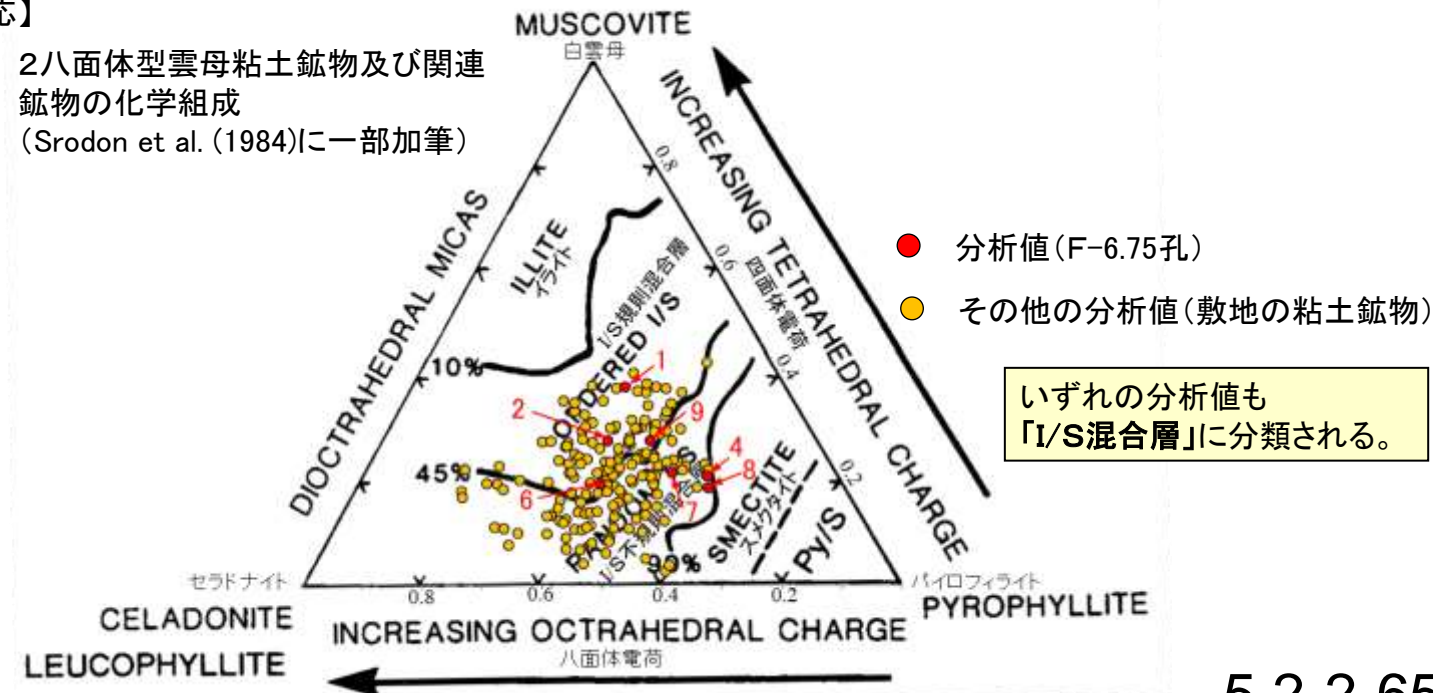 応】
2八面体型雲母粘土鉱物及び関連
鉱物の化学組成
(Srodon et al. (1984)に一部加筆)
MUSCOVITE
白雲母
INCREASING TETRAHEDRAL CHARGE
四面体電荷
DIOCTRAHEDRAL MICAS
0.8
0.6
0.4
0.2
ILLITE
イライト
I/S規則混合層
ORDERED I/S
10%
45%
90%
1
2
9
4
8
6
7
I/S不規則混合層
SMECTITE
スメクタイト
Py/S
● 分析値(F-6.75孔)
● その他の分析値(敷地の粘土鉱物)
いずれの分析値も
「I/S混合層」に分類される。
セラドナイト
パイロフィライト
0.8 0.6 0.4 0.2
CELADONITE
PYROPHYLLITE
INCREASING OCTRAHEDRAL CHARGE
八面体電荷
LEUCOPHYLLITE